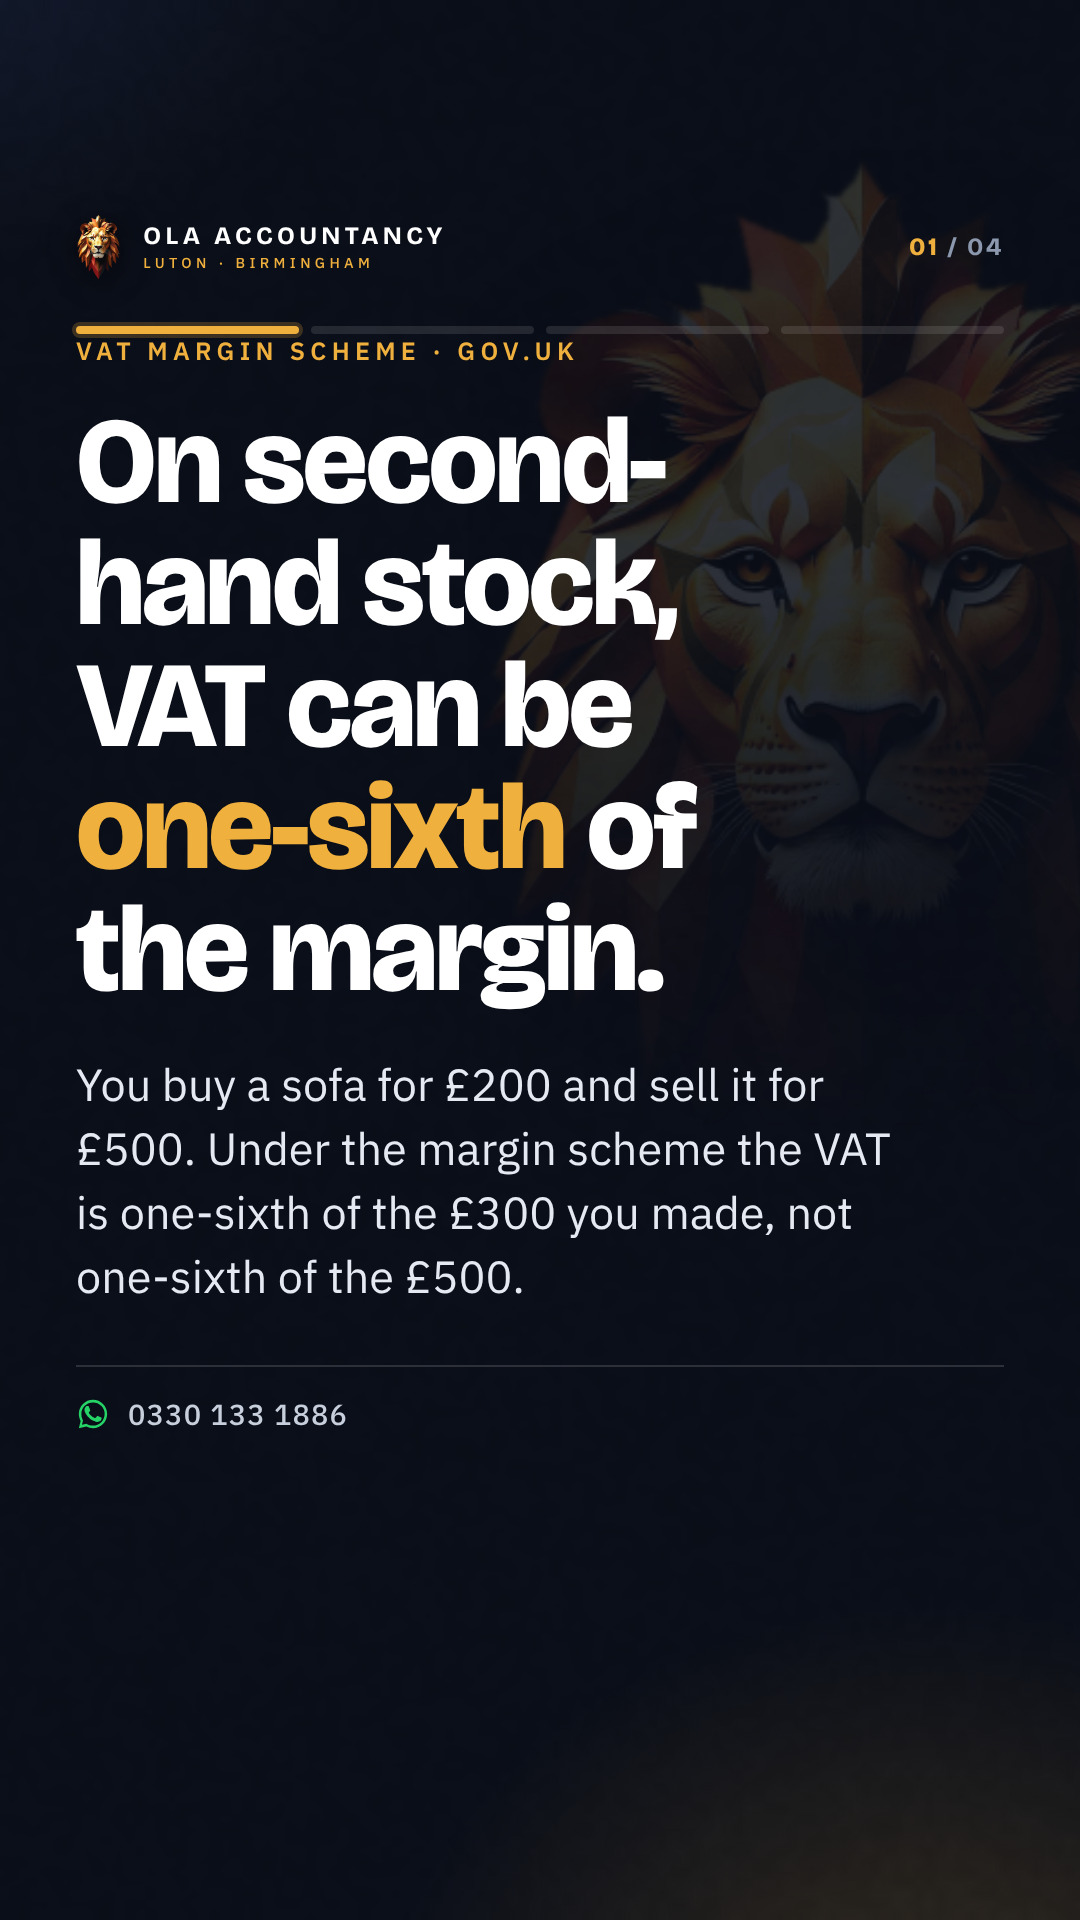 OLA ACCOUNTANCY
LUTON · BIRMINGHAM
01 / 04
VAT MARGIN SCHEME · GOV.UK
On second-
hand stock,
VAT can be
one-sixth of
the margin.
You buy a sofa for £200 and sell it for
£500. Under the margin scheme the VAT
is one-sixth of the £300 you made, not
one-sixth of the £500.
0330 133 1886